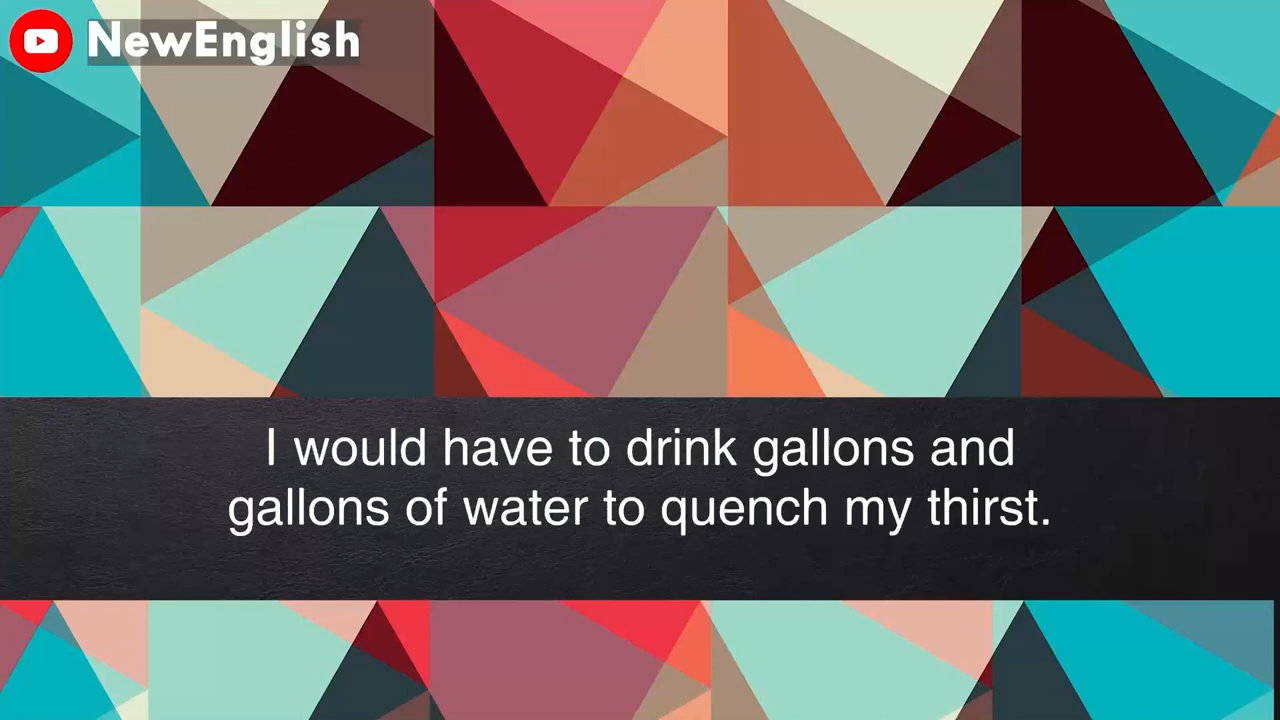 NewEnglish
I would have to drink gallons and
gallons of water to quench my thirst.